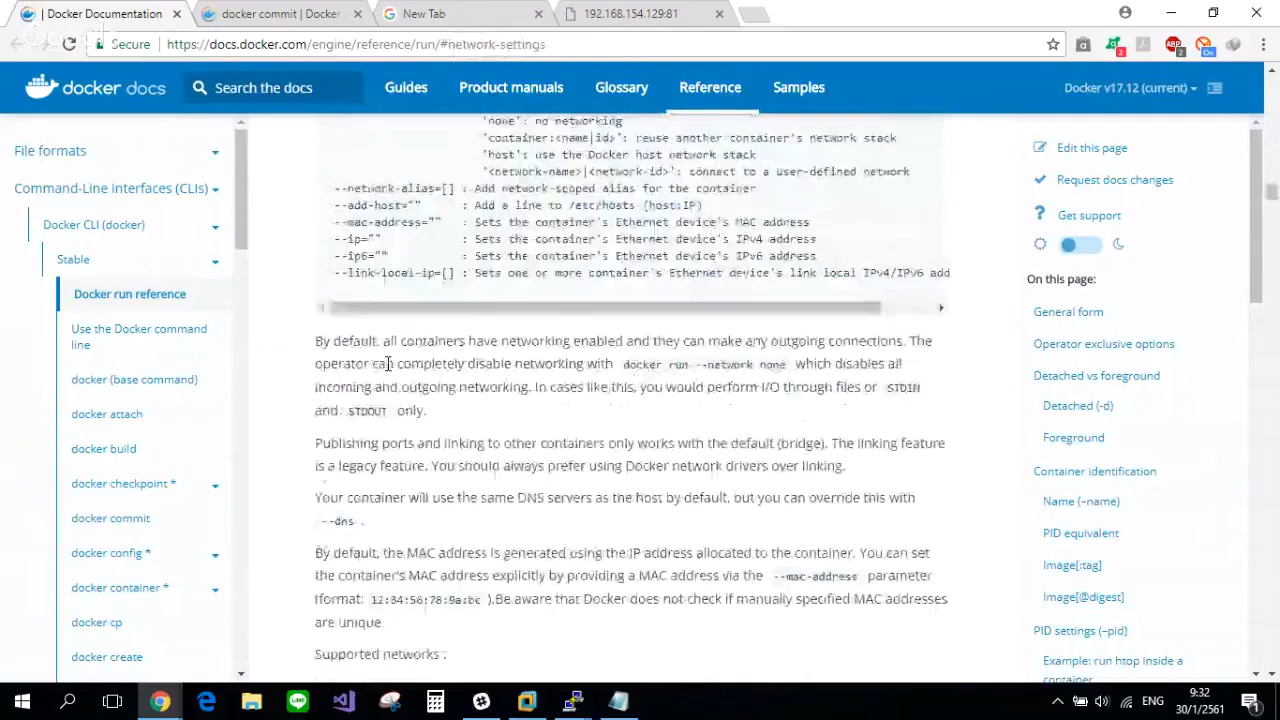 | Docker Documentation
docker commit | Docker
New Tab
192.168.154.129:81
Secure
https://docs.docker.com/engine/reference/run/#network-settings
docker docs
Search the docs
Guides
Product manuals
Glossary
Reference
Samples
Docker v17.12 (current)
File formats
Command-Line Interfaces (CLIs)
Docker CLI (docker)
Stable
Docker run reference
Use the Docker command
line
docker (base command)
docker attach
docker build
docker checkpoint *
docker commit
docker config *
docker container *
docker cp
docker create
'none': no networking
'container:<name|id>': reuse another container's network stack
'host': use the Docker host network stack
'<network-name>|<network-id>': connect to a user-defined network
--network-alias=[] : Add network-scoped alias for the container
--add-host="" : Add a line to /etc/hosts (host:IP)
--mac-address="" : Sets the container's Ethernet device's MAC address
--ip="" : Sets the container's Ethernet device's IPv4 address
--ip6="" : Sets the container's Ethernet device's IPv6 address
--link-local-ip=[] : Sets one or more container's Ethernet device's link local IPv4/IPv6 add
By default, all containers have networking enabled and they can make any outgoing connections. The
operator can completely disable networking with docker run --network none which disables all
incoming and outgoing networking. In cases like this, you would perform I/O through files or STDIN
and STDOUT only.
Publishing ports and linking to other containers only works with the default (bridge). The linking feature
is a legacy feature. You should always prefer using Docker network drivers over linking.
Your container will use the same DNS servers as the host by default, but you can override this with
--dns .
By default, the MAC address is generated using the IP address allocated to the container. You can set
the container's MAC address explicitly by providing a MAC address via the --mac-address parameter
(format: 12:34:56:78:9a:bc ).Be aware that Docker does not check if manually specified MAC addresses
are unique
Supported networks :
Edit this page
Request docs changes
Get support
On this page:
General form
Operator exclusive options
Detached vs foreground
Detached (-d)
Foreground
Container identification
Name (–name)
PID equivalent
Image[:tag]
Image[@digest]
PID settings (–pid)
Example: run htop inside a
container
ENG
9:32
30/1/2561